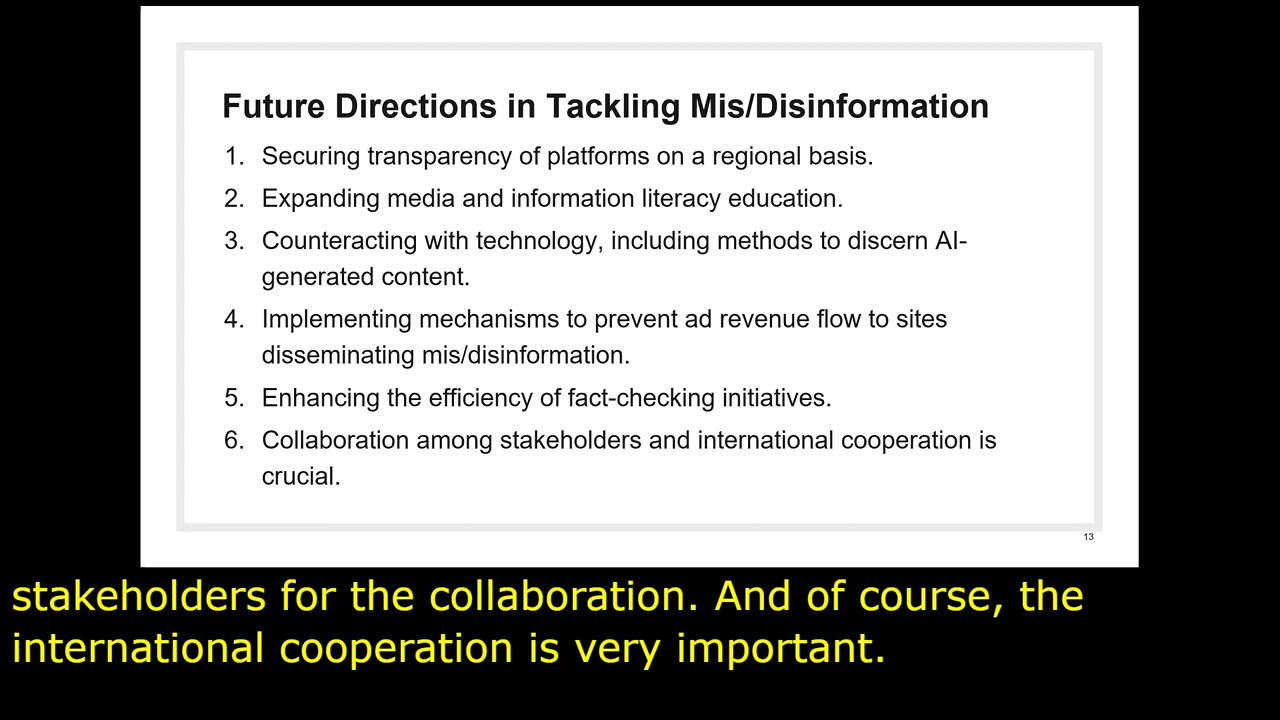 Future Directions in Tackling Mis/Disinformation
1. Securing transparency of platforms on a regional basis.
2. Expanding media and information literacy education.
3. Counteracting with technology, including methods to discern AI-
generated content.
4. Implementing mechanisms to prevent ad revenue flow to sites
disseminating mis/disinformation.
5. Enhancing the efficiency of fact-checking initiatives.
6. Collaboration among stakeholders and international cooperation is
crucial.
13
stakeholders for the collaboration. And of course, the
international cooperation is very important.